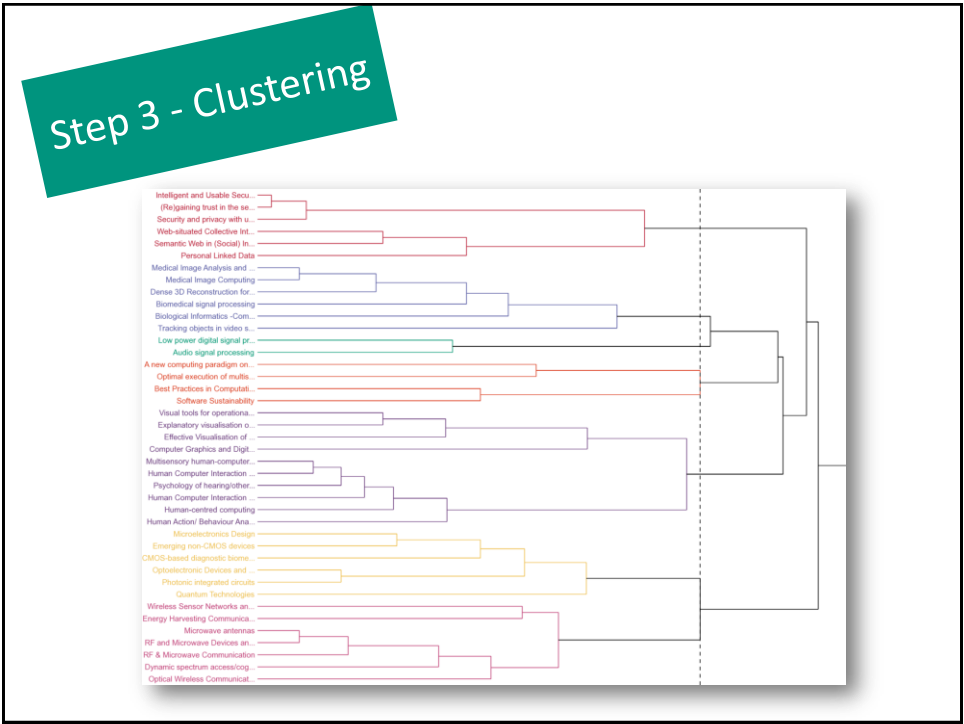 Step 3 - Clustering
Intelligent and Usable Secu...
(Re)gaining trust in the se...
Security and privacy with u...
Web-situated Collective Int...
Semantic Web in (Social) In...
Personal Linked Data
Medical Image Analysis and ...
Medical Image Computing
Dense 3D Reconstruction for...
Biomedical signal processing
Biological Informatics -Com...
Tracking objects in video s...
Low power digital signal pr...
Audio signal processing
A new computing paradigm on...
Optimal execution of multis...
Best Practices in Computati...
Software Sustainability
Visual tools for operationa...
Explanatory visualisation o...
Effective Visualisation of ...
Computer Graphics and Digit...
Multisensory human-computer...
Human Computer Interaction ...
Psychology of hearing/other...
Human Computer Interaction ...
Human-centred computing
Human Action/ Behaviour Ana...
Microelectronics Design
Emerging non-CMOS devices
CMOS-based diagnostic biome...
Optoelectronic Devices and ...
Photonic integrated circuits
Quantum Technologies
Wireless Sensor Networks an...
Energy Harvesting Communica...
Microwave antennas
RF and Microwave Devices an...
RF & Microwave Communication
Dynamic spectrum access/cog...
Optical Wireless Communicat...